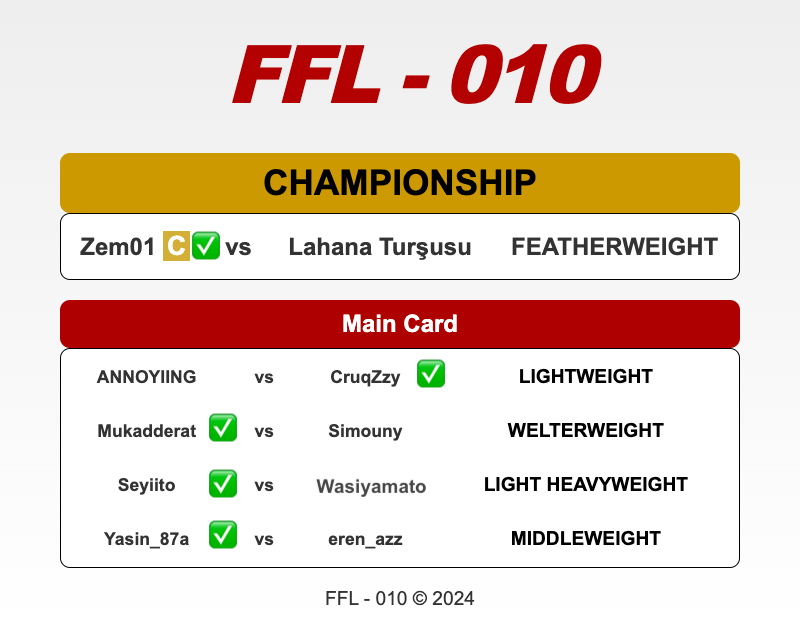 FFL - 010
CHAMPIONSHIP
Zem01 C ✅ vs Lahana Turşusu FEATHERWEIGHT
Main Card
ANNOYIING vs CruqZzy ✅ LIGHTWEIGHT
Mukadderat ✅ vs Simouny WELTERWEIGHT
Seyiito ✅ vs Wasiyamato LIGHT HEAVYWEIGHT
Yasin_87a ✅ vs eren_azz MIDDLEWEIGHT
FFL - 010 © 2024